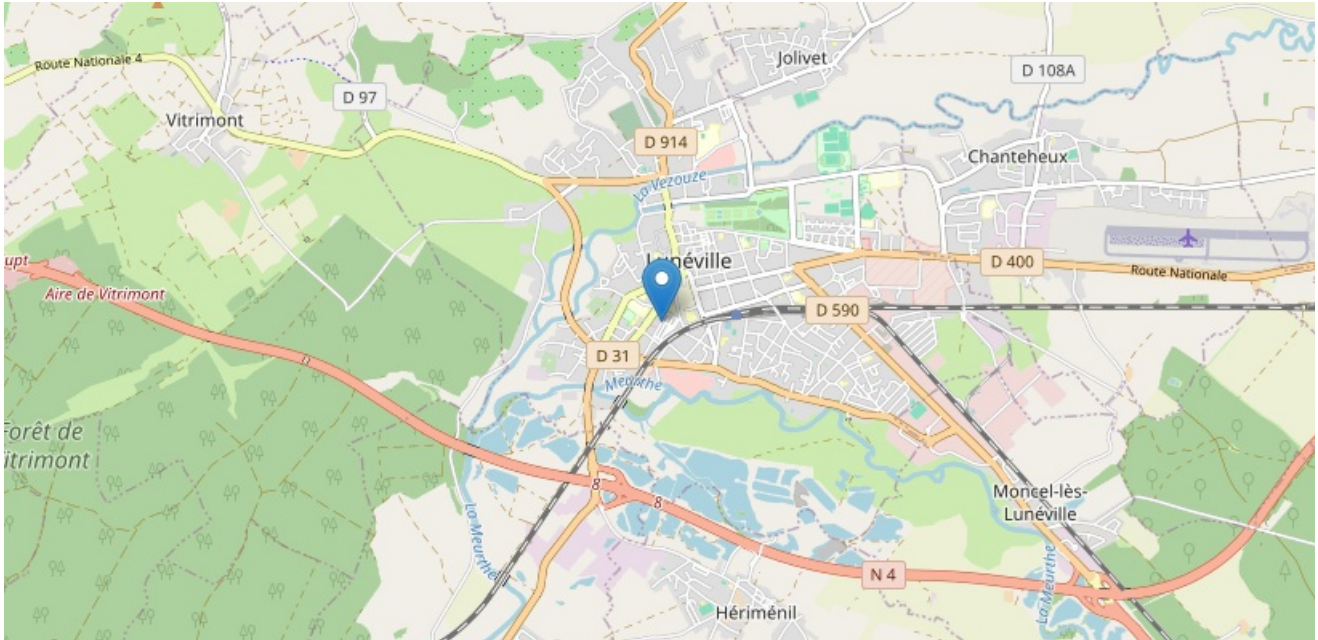 Jolivet
Route Nationale 4
D 108A
D 97
Vitrimont
D 914
Chanteheux
La Vezouze
Lunéville
D 400
upt
Route Nationale
Aire de Vitrimont
D 590
D 31
Meurthe
Forêt de
itrimont
8
8
Moncel-lès-
Lunéville
La Meurthe
N 4
La Meurthe
Hériménil